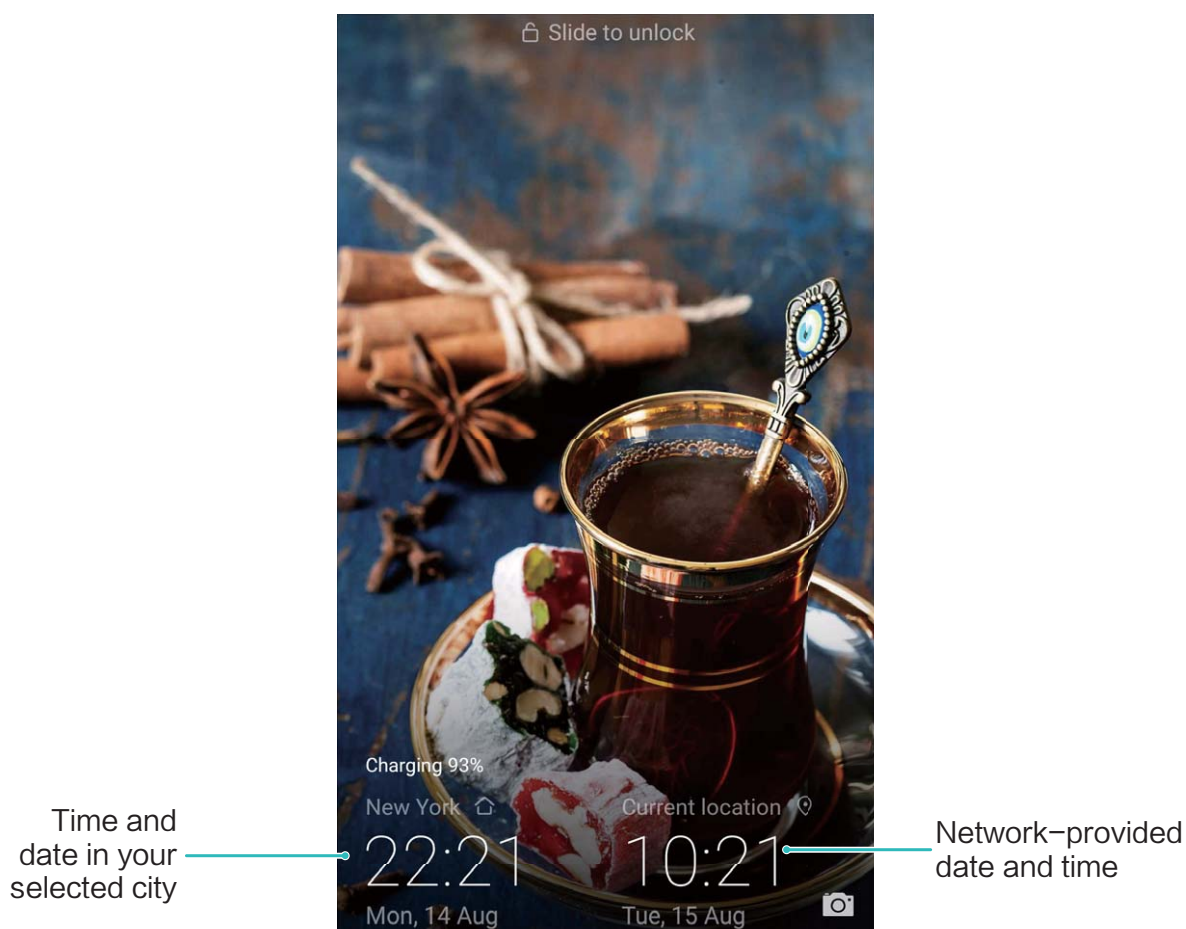 Slide to unlock
Charging 93%
New York
Current location
22:21
10:21
Mon, 14 Aug
Tue, 15 Aug
Time and
date in your
selected city
Network-provided
date and time